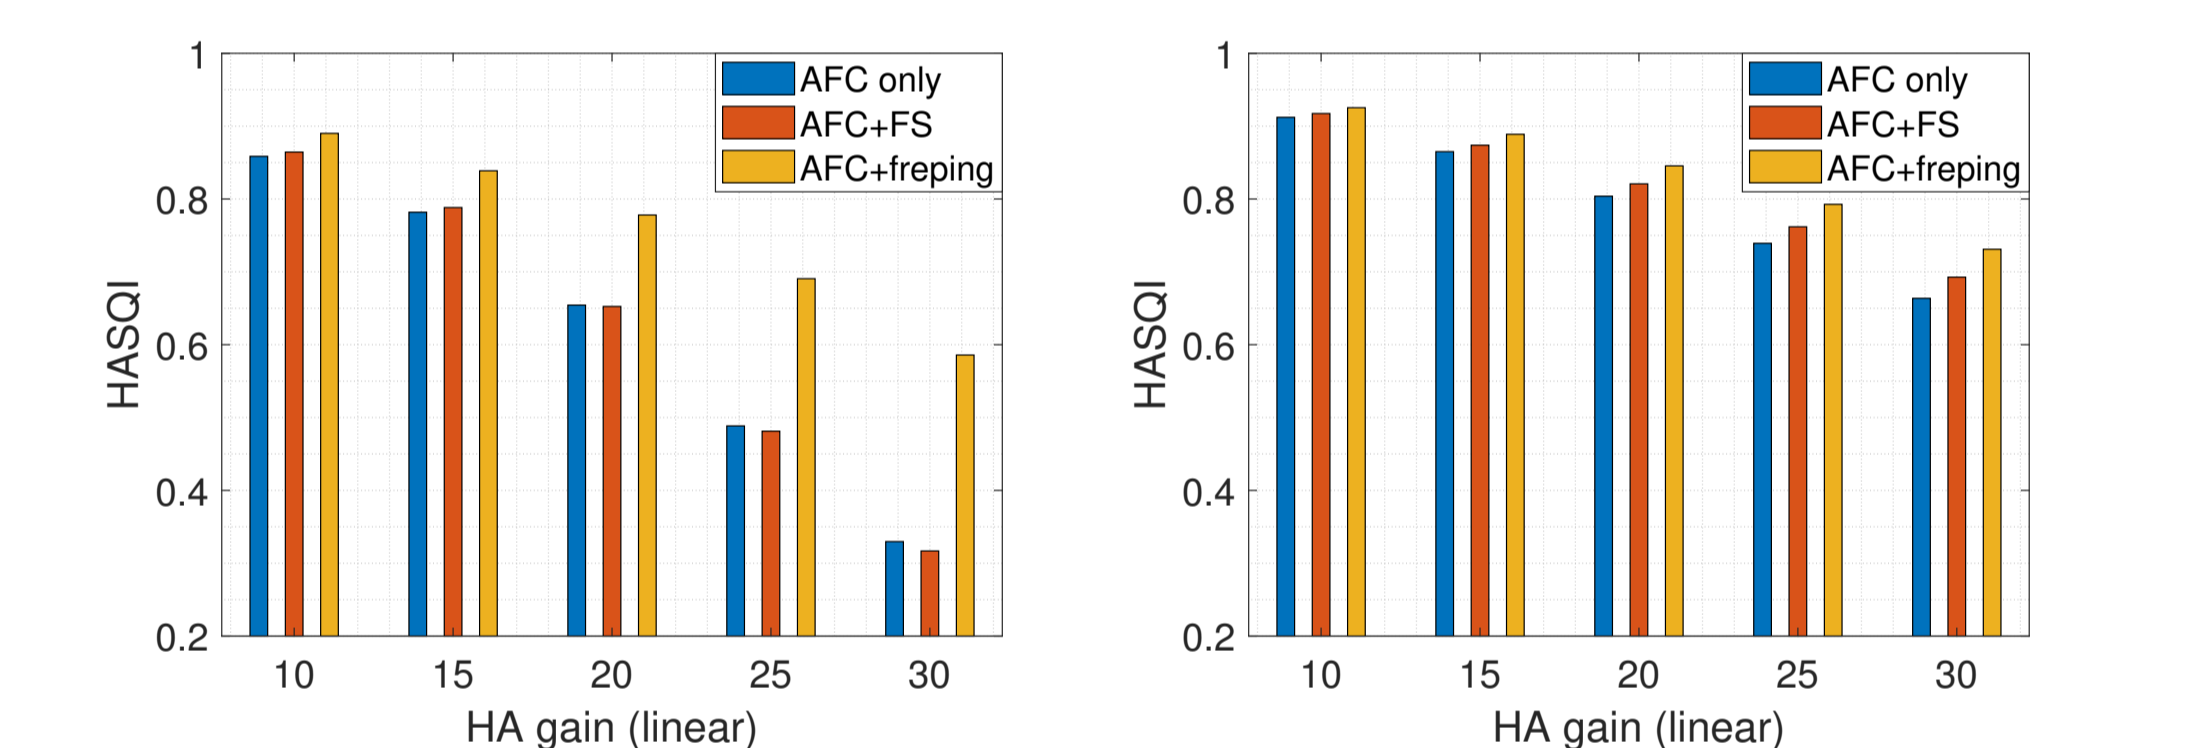 1
0.8
0.6
0.4
0.2
HASQI
10 15 20 25 30
HA gain (linear)
AFC only
AFC+FS
AFC+freping
1
0.8
0.6
0.4
0.2
HASQI
10 15 20 25 30
HA gain (linear)
AFC only
AFC+FS
AFC+freping